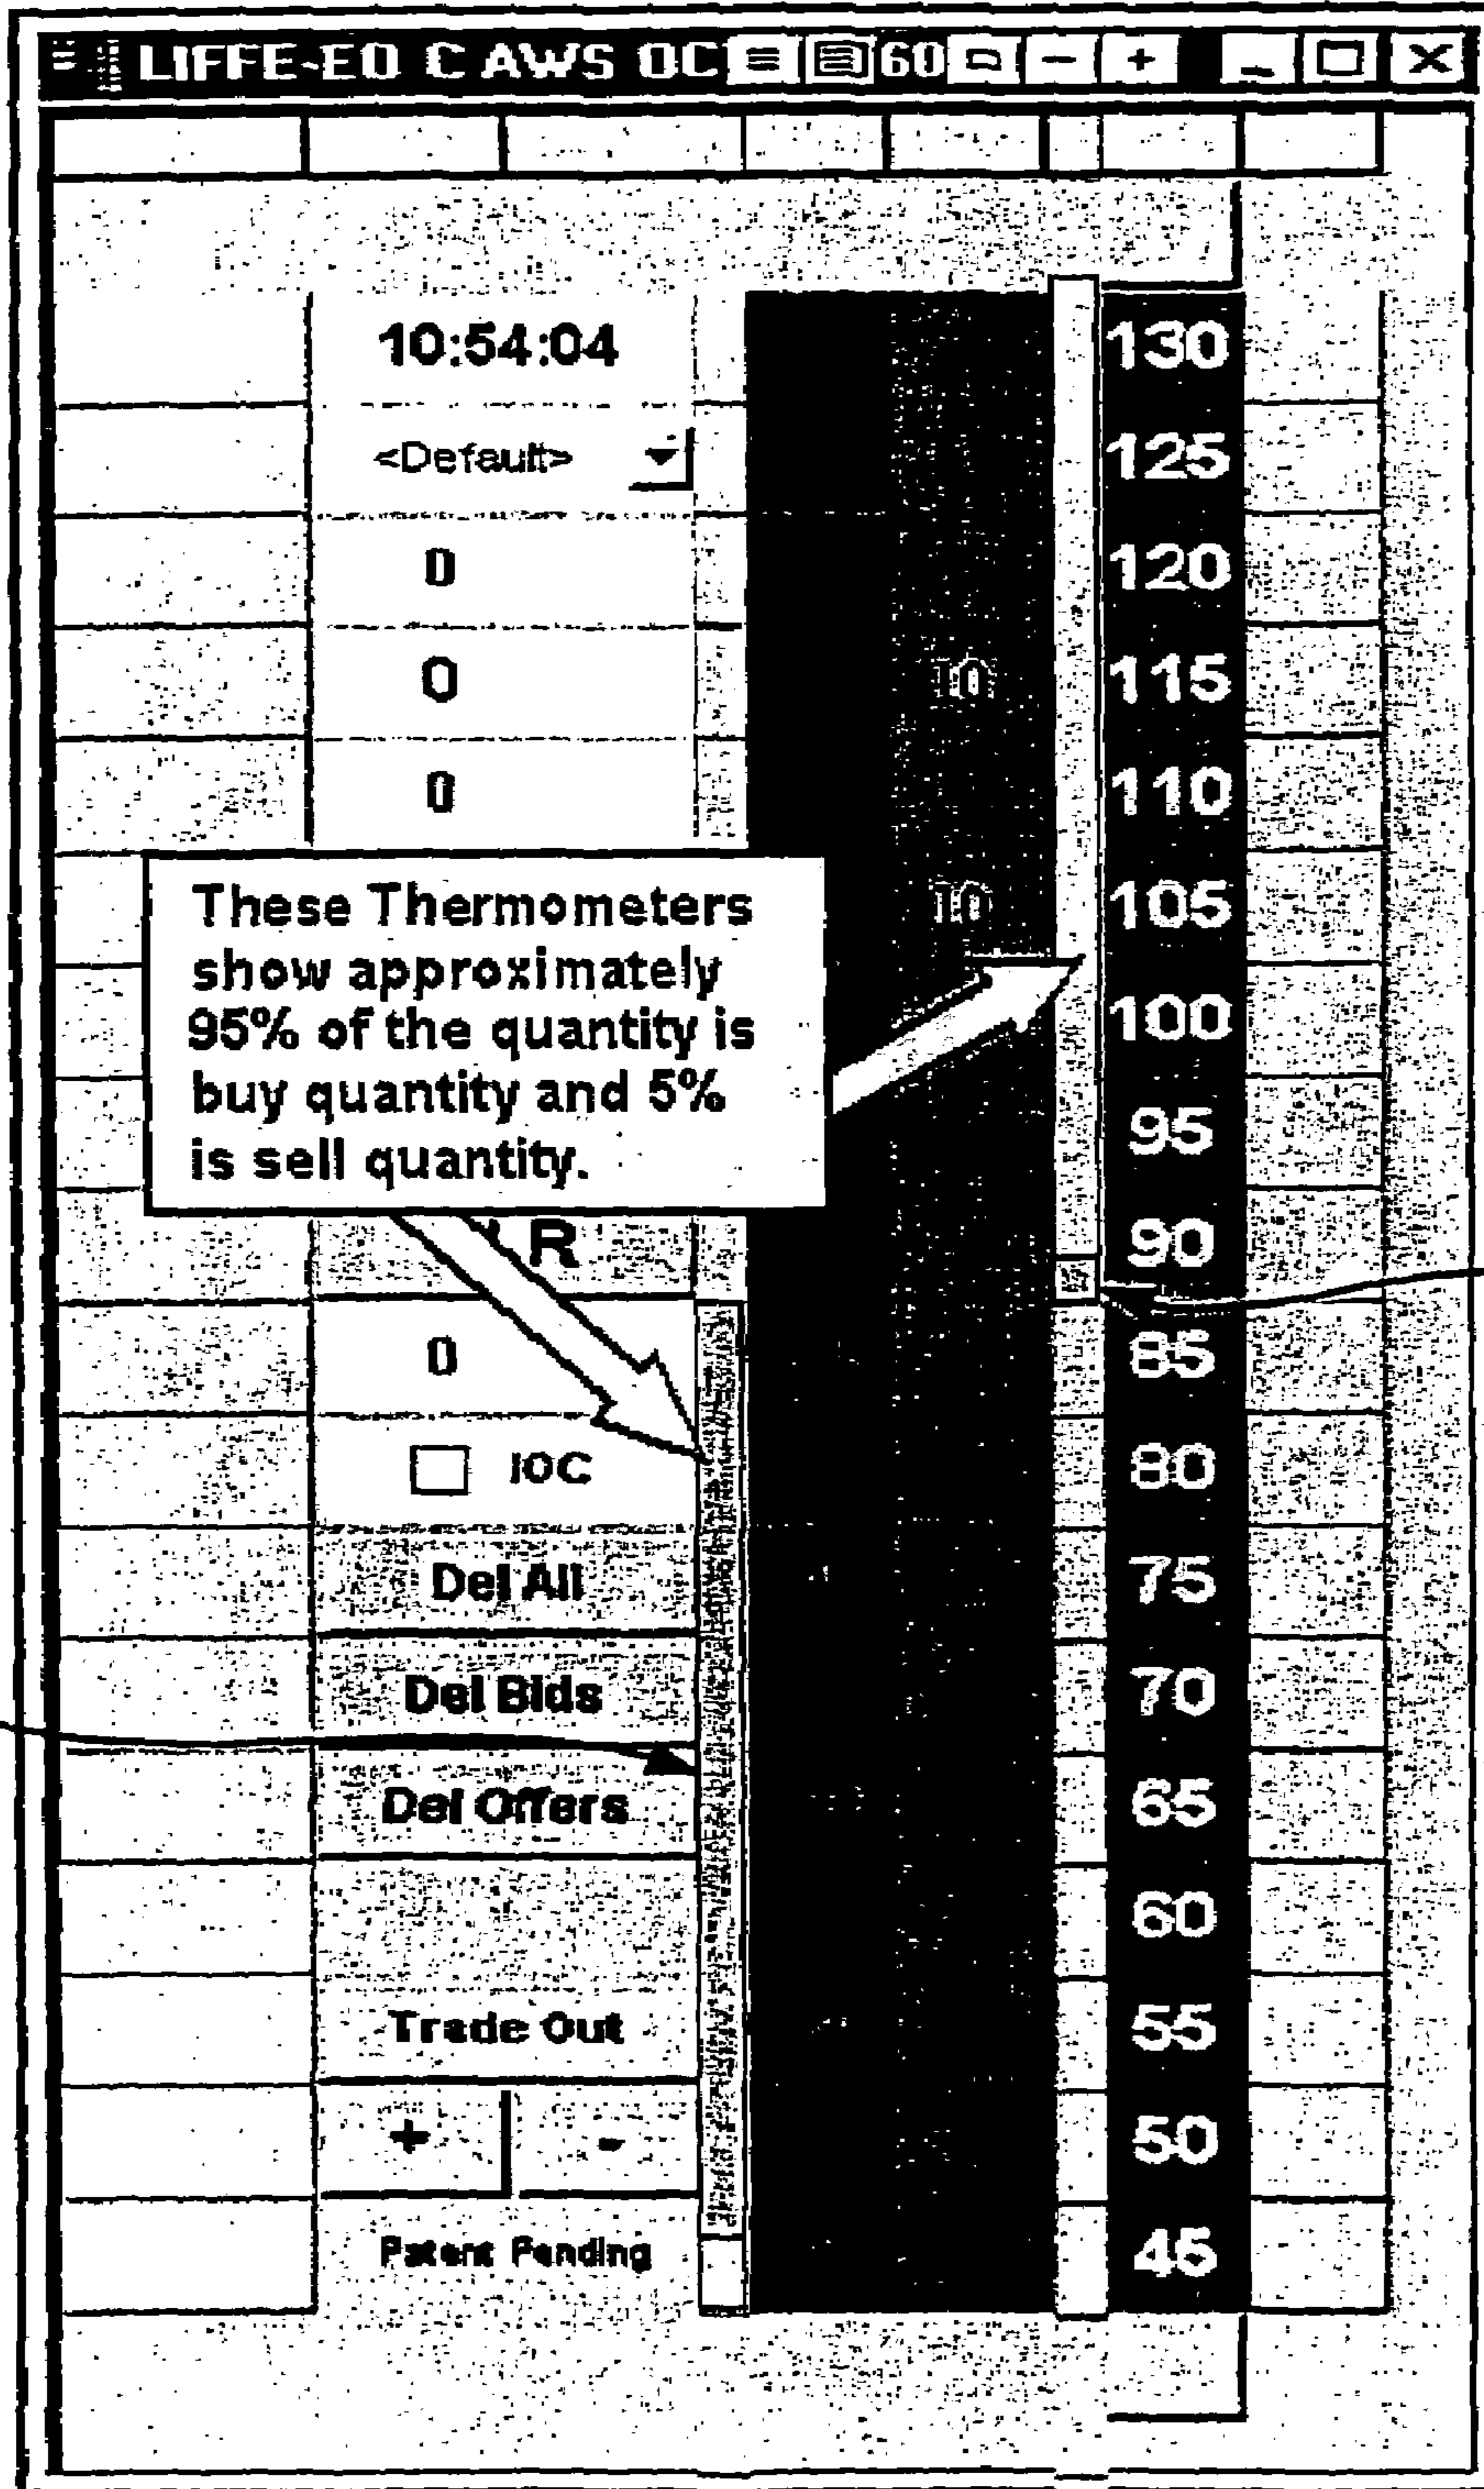 LIFFE-EO C AWS OC 60 - +
10:54:04
130
<Default>
125
0
120
0
10
115
0
110
These Thermometers
show approximately
95% of the quantity is
buy quantity and 5%
is sell quantity.
10
105
100
95
R
90
0
85
IOC
80
Del All
75
Del Bids
70
Del Offers
65
60
Trade Out
55
+ -
50
Patent Pending
45